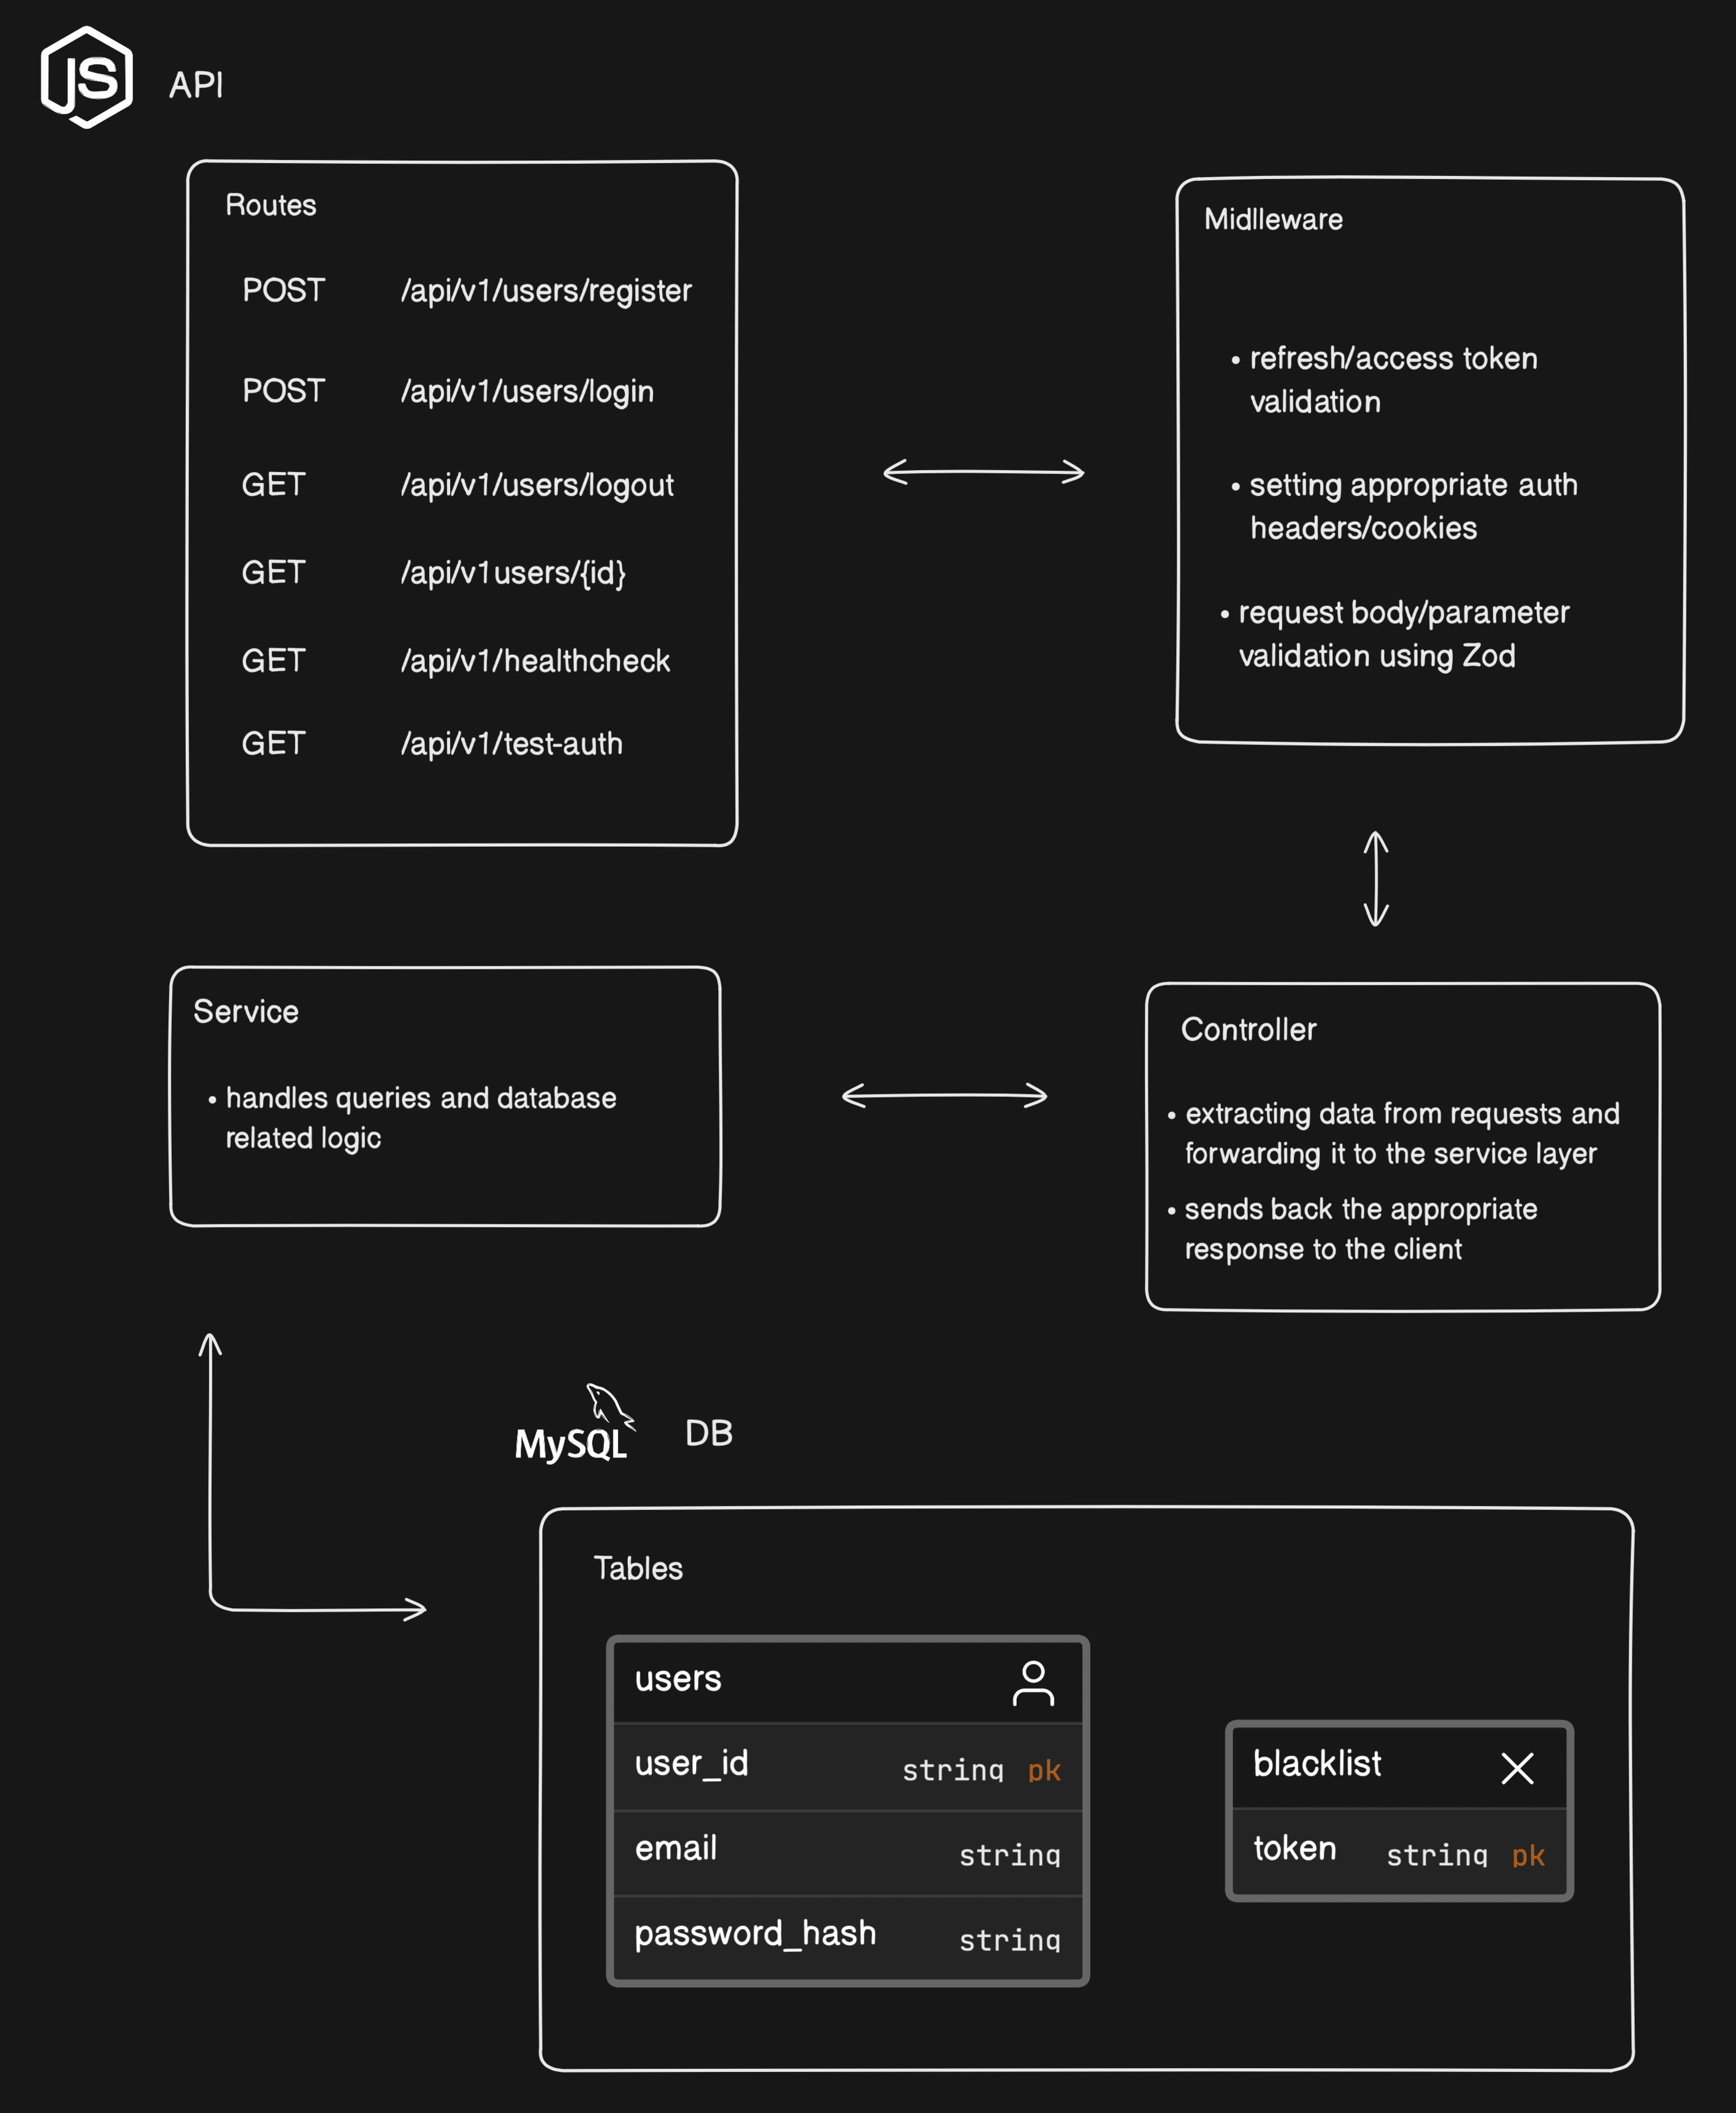 JS
API
Routes
POST /api/v1/users/register
POST /api/v1/users/login
GET /api/v1/users/logout
GET /api/v1users/{id}
GET /api/v1/healthcheck
GET /api/v1/test-auth
Midlleware
• refresh/access token
validation
• setting appropriate auth
headers/cookies
• request body/parameter
validation using Zod
Service
• handles queries and database
related logic
Controller
• extracting data from requests and
forwarding it to the service layer
• sends back the appropriate
response to the client
MySQL DB
Tables
users
user_id string pk
email string
password_hash string
blacklist
token string pk